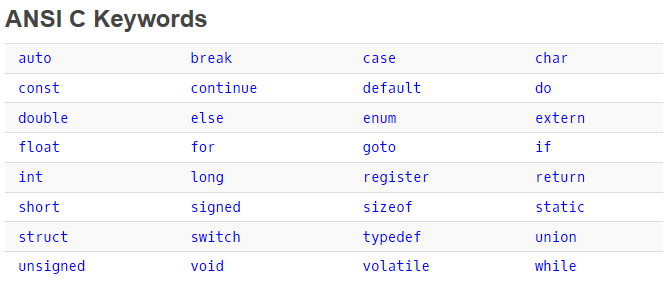 ANSI C Keywords
auto break case char
const continue default do
double else enum extern
float for goto if
int long register return
short signed sizeof static
struct switch typedef union
unsigned void volatile while